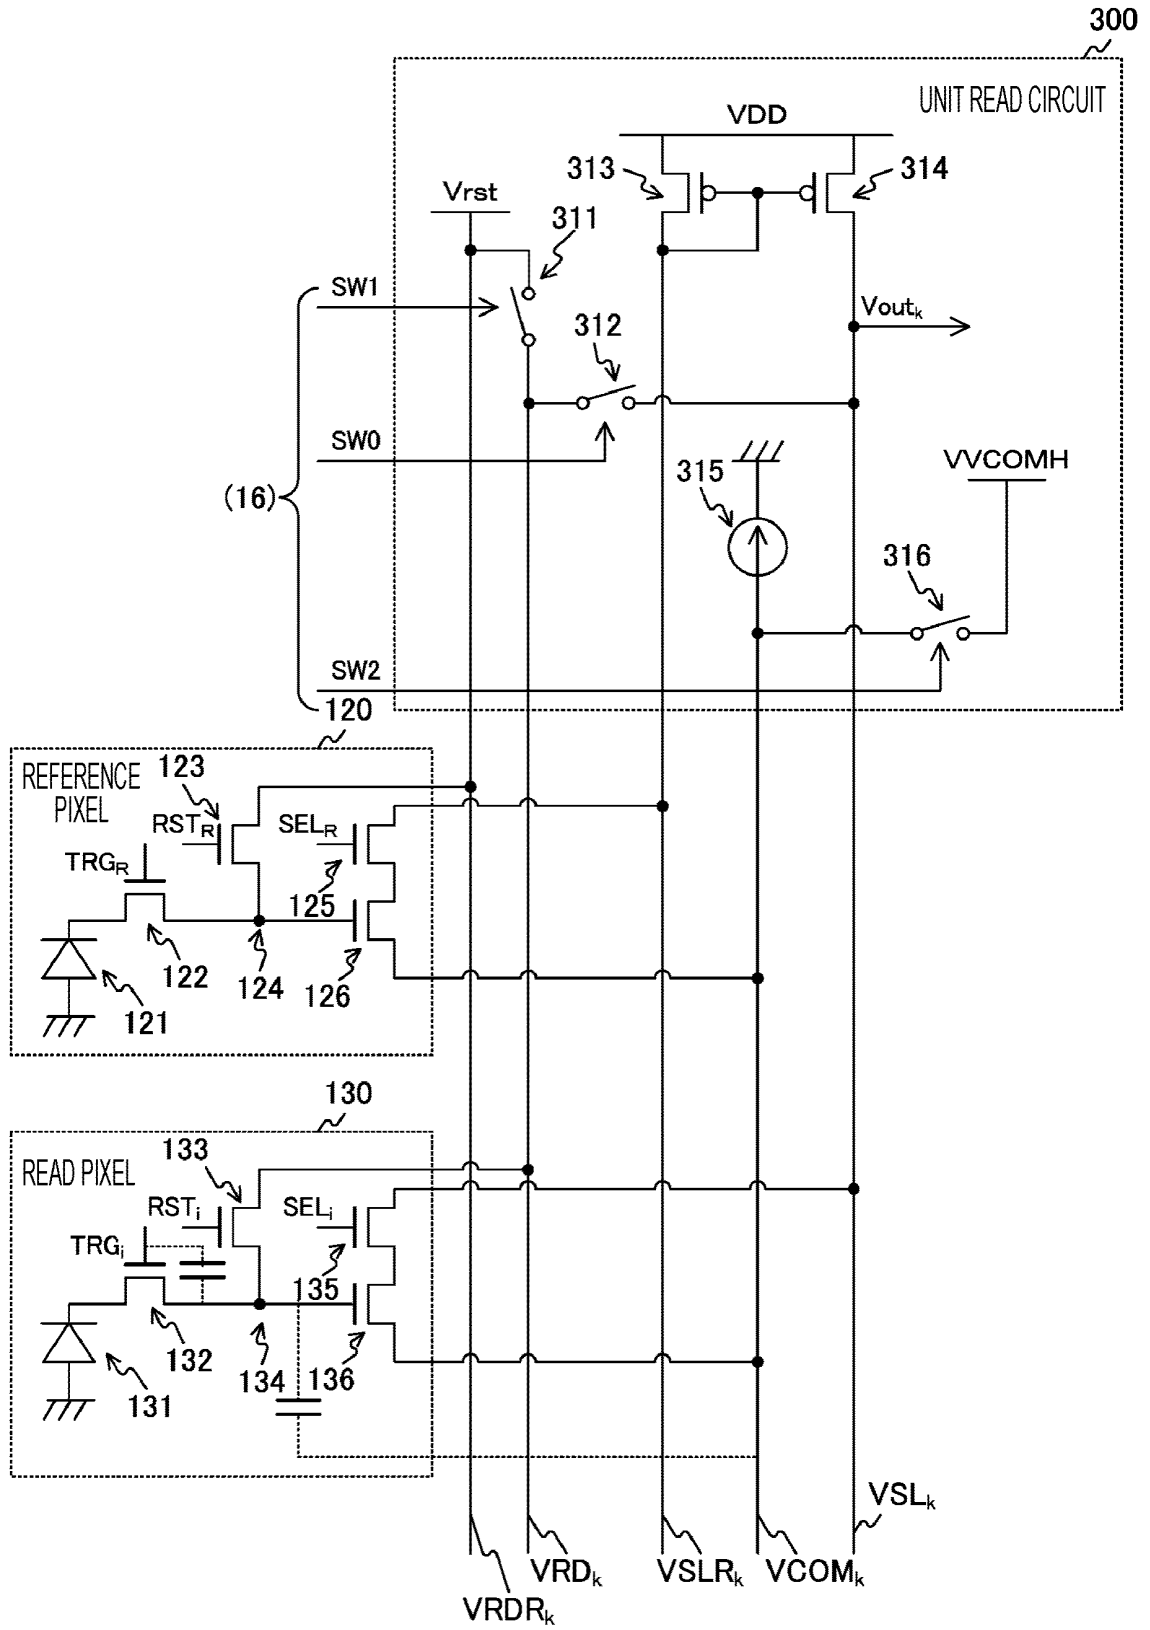 300
UNIT READ CIRCUIT
VDD
313
314
Vrst
311
SW1
Voutk
312
SW0
VVCOMH
315
(16)
316
SW2
120
REFERENCE
PIXEL
123
RSTR
SELR
TRGR
125
122
124
126
121
130
READ PIXEL
133
RSTi
SELi
TRGi
135
132
134
136
131
VSLk
VRDk
VSLRk
VCOMk
VRDRk